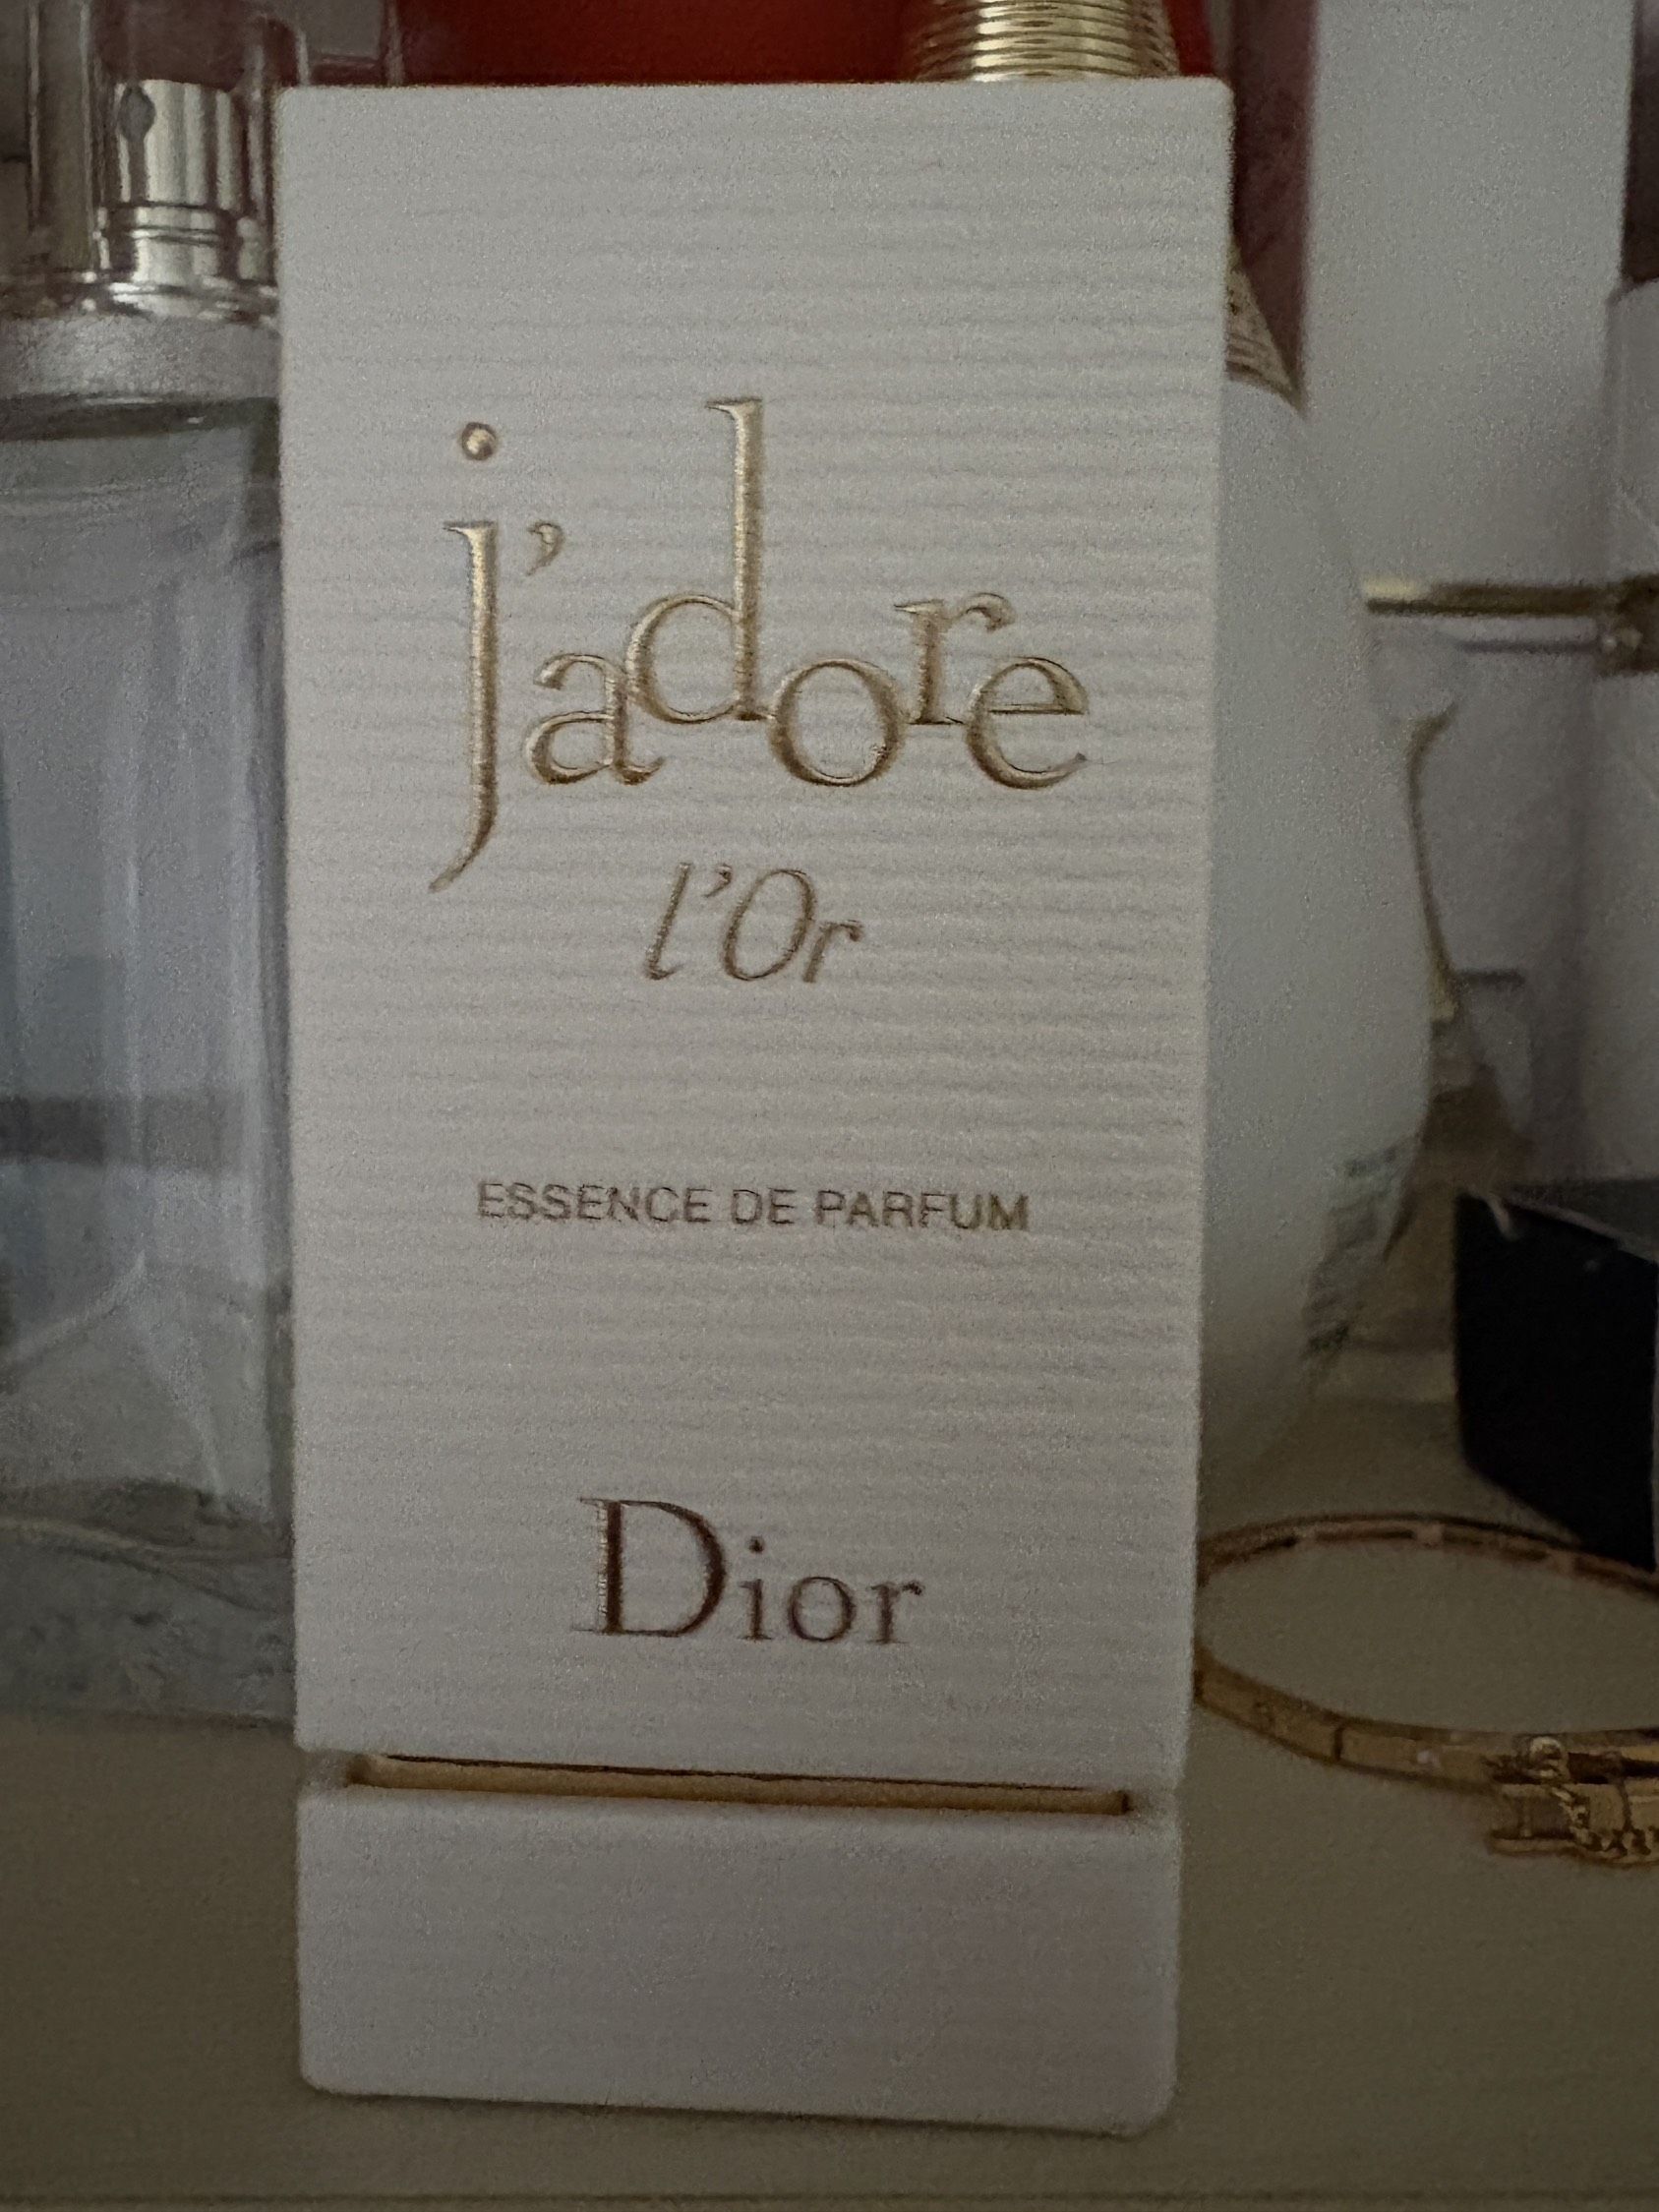 j'adore
l'Or
ESSENCE DE PARFUM
Dior